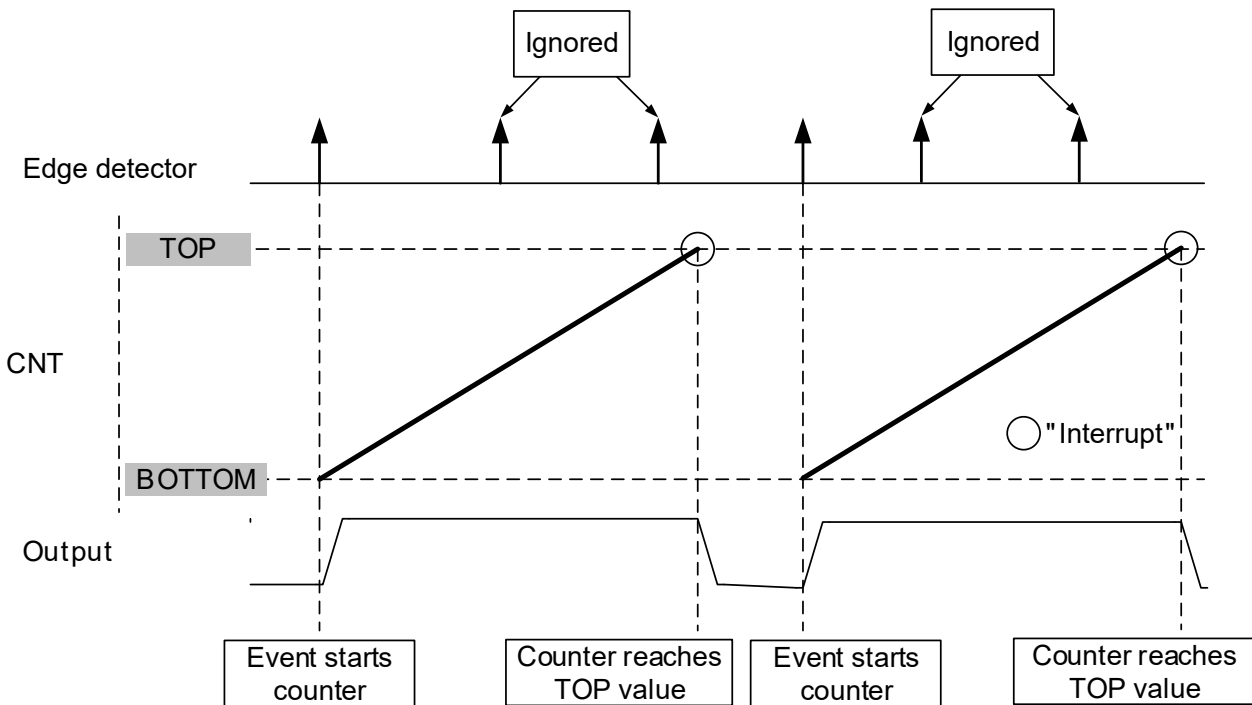 Ignored
Ignored
Edge detector
TOP
CNT
"Interrupt"
BOTTOM
Output
Event starts
counter
Counter reaches
TOP value
Event starts
counter
Counter reaches
TOP value